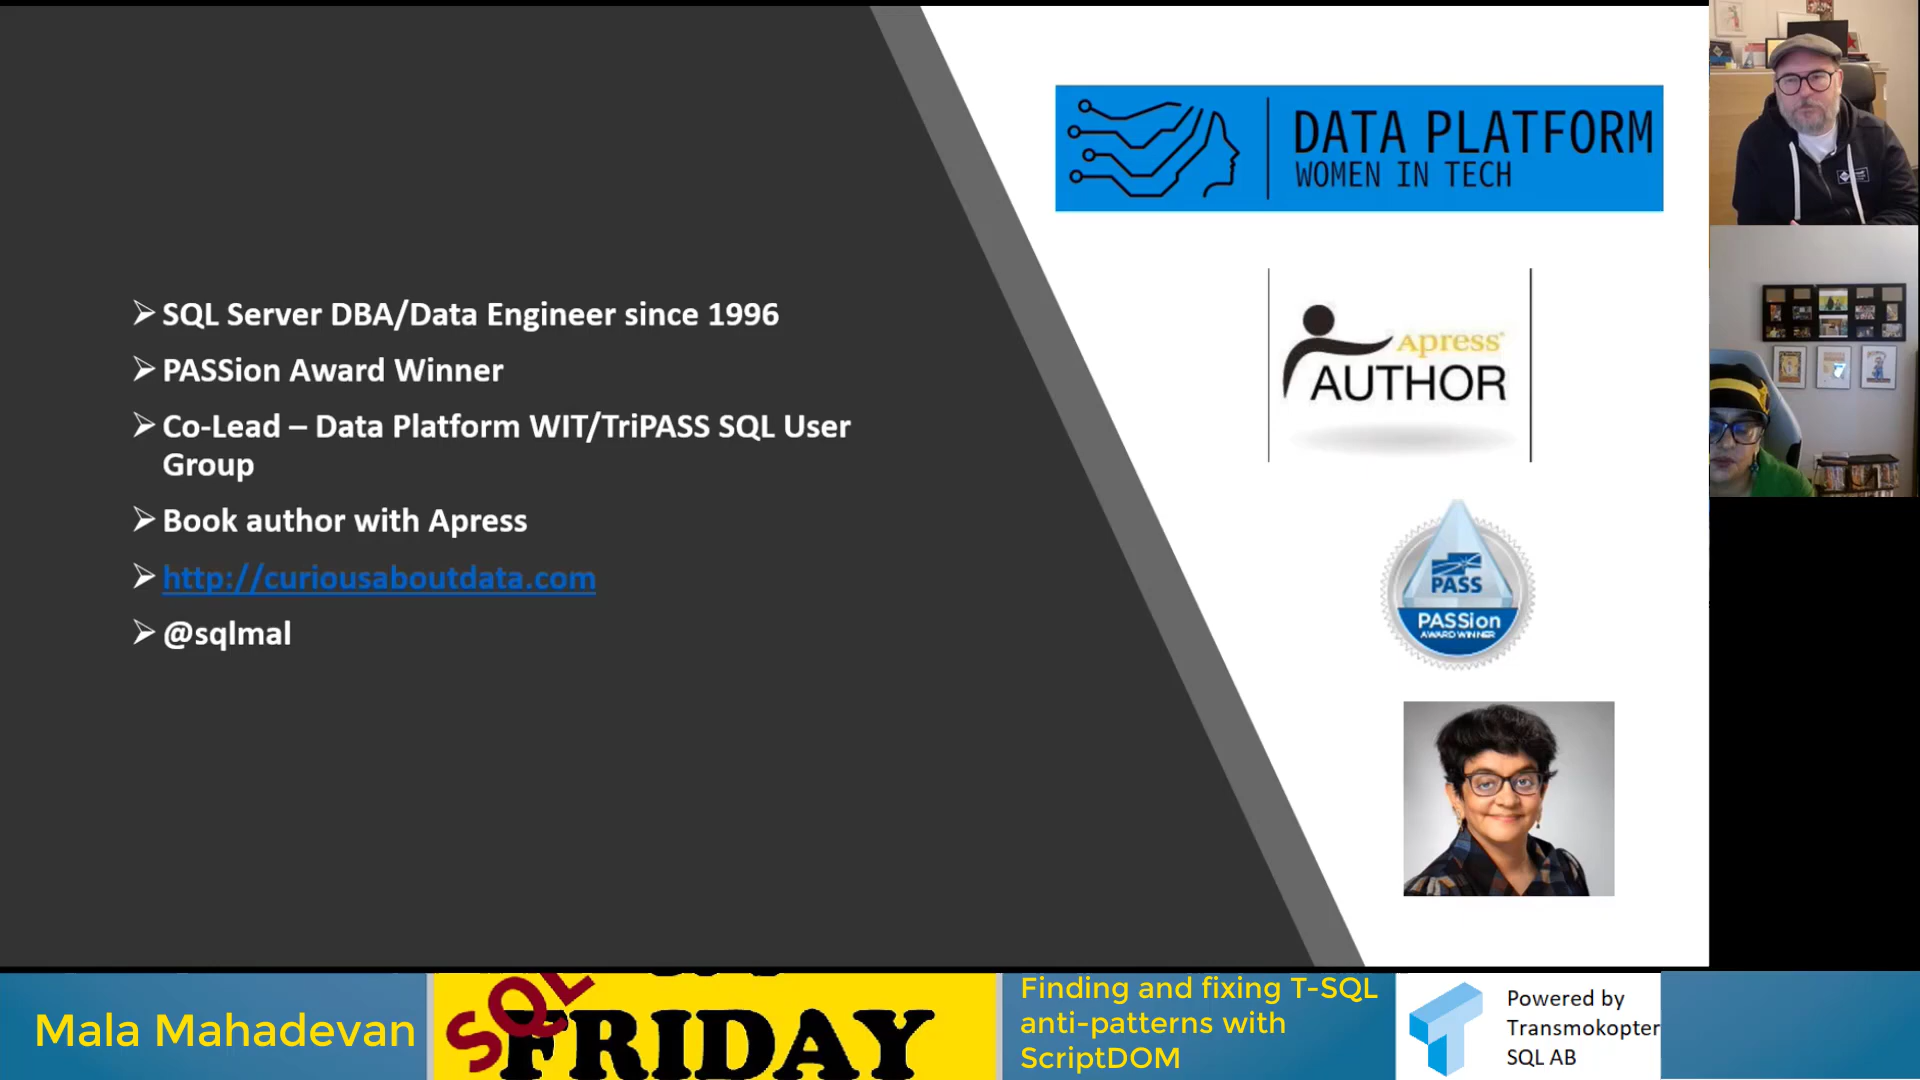 SQL Server DBA/Data Engineer since 1996
PASSion Award Winner
Co-Lead – Data Platform WIT/TriPASS SQL User
Group
Book author with Apress
http://curiousaboutdata.com
@sqlmal
DATA PLATFORM
WOMEN IN TECH
Apress®
AUTHOR
PASS
PASSion
AWARD WINNER
Mala Mahadevan
SQL
FRIDAY
Finding and fixing T-SQL
anti-patterns with
ScriptDOM
Powered by
Transmokopter
SQL AB